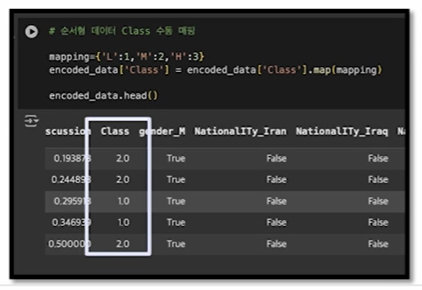 # 순서형 데이터 Class 수동 매핑
mapping={'L':1,'M':2,'H':3}
encoded_data['Class'] = encoded_data['Class'].map(mapping)
encoded_data.head()
scussion Class gender_M NationalITy_Iran NationalITy_Iraq
0.193878 2.0 True False False
0.244898 2.0 True False False
0.295918 1.0 True False False
0.346939 1.0 True False False
0.500000 2.0 True False False